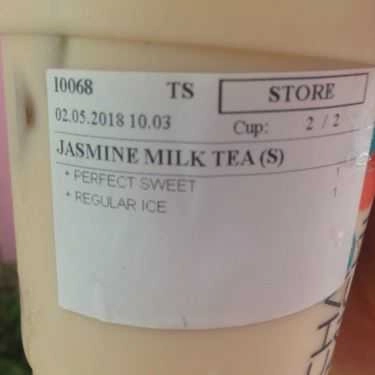 10068 TS STORE
02.05.2018 10.03 Cup: 2 / 2
JASMINE MILK TEA (S) 1
* PERFECT SWEET 1
* REGULAR ICE